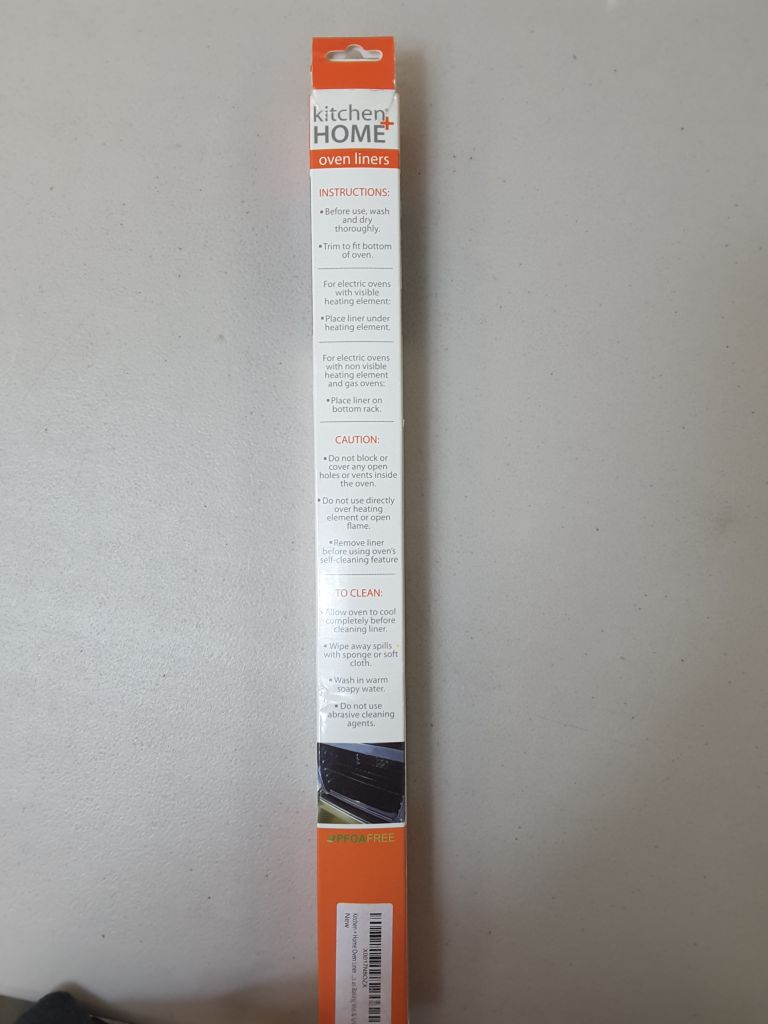 kitchen®
HOME+
oven liners
INSTRUCTIONS:
▪ Before use, wash
and dry
thoroughly.
▪ Trim to fit bottom
of oven.
For electric ovens
with visible
heating element:
▪ Place liner under
heating element.
For electric ovens
with non visible
heating element
and gas ovens:
▪ Place liner on
bottom rack.
CAUTION:
▪ Do not block or
cover any open
holes or vents inside
the oven.
▪ Do not use directly
over heating
element or open
flame.
▪ Remove liner
before using oven's
self-cleaning feature
TO CLEAN:
▪ Allow oven to cool
completely before
cleaning liner.
▪ Wipe away spills
with sponge or soft
cloth.
▪ Wash in warm
soapy water.
▪ Do not use
abrasive cleaning
agents.
PFOAFREE
Kitchen + Home Oven Liner
New